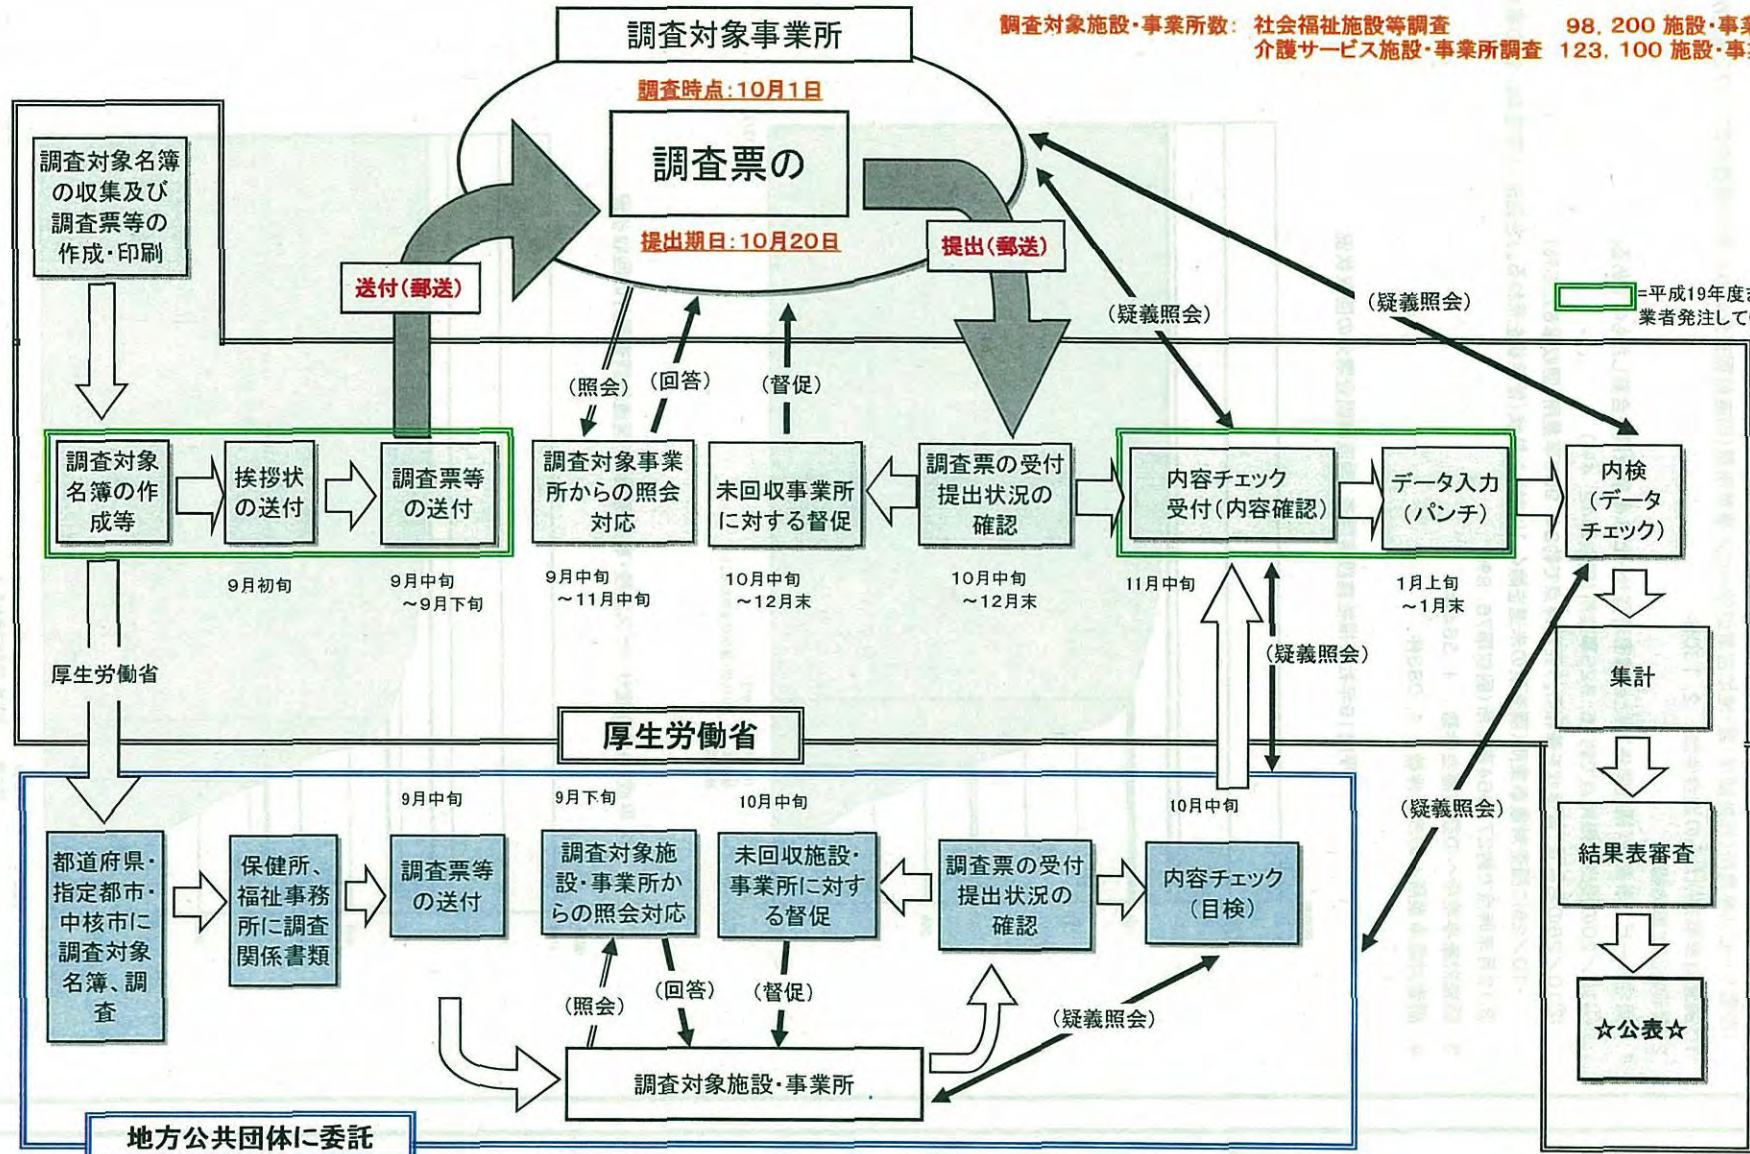 調査対象事業所
調査対象施設・事業所数: 社会福祉施設等調査 98,200 施設・事業
介護サービス施設・事業所調査 123,100 施設・事業
調査時点:10月1日
調査票の
提出期日:10月20日
調査対象名簿
の収集及び
調査票等の
作成・印刷
送付(郵送)
提出(郵送)
(疑義照会)
(疑義照会)
=平成19年度ま
業者発注して
(照会)
(回答)
(督促)
調査対象
名簿の作
成等
挨拶状
の送付
調査票等
の送付
調査対象事業
所からの照会
対応
未回収事業所
に対する督促
調査票の受付
提出状況の
確認
内容チェック
受付(内容確認)
データ入力
(パンチ)
内検
(データ
チェック)
9月初旬
9月中旬
~9月下旬
9月中旬
~11月中旬
10月中旬
~12月末
10月中旬
~12月末
11月中旬
1月上旬
~1月末
厚生労働省
(疑義照会)
集計
厚生労働省
9月中旬
9月下旬
10月中旬
10月中旬
(疑義照会)
都道府県・
指定都市・
中核市に
調査対象
名簿、調
査
保健所、
福祉事務
所に調査
関係書類
調査票等
の送付
調査対象施
設・事業所か
らの照会対応
未回収施設・
事業所に対す
る督促
調査票の受付
提出状況の
確認
内容チェック
(目検)
結果表審査
(照会)
(回答)
(督促)
(疑義照会)
☆公表☆
調査対象施設・事業所
地方公共団体に委託